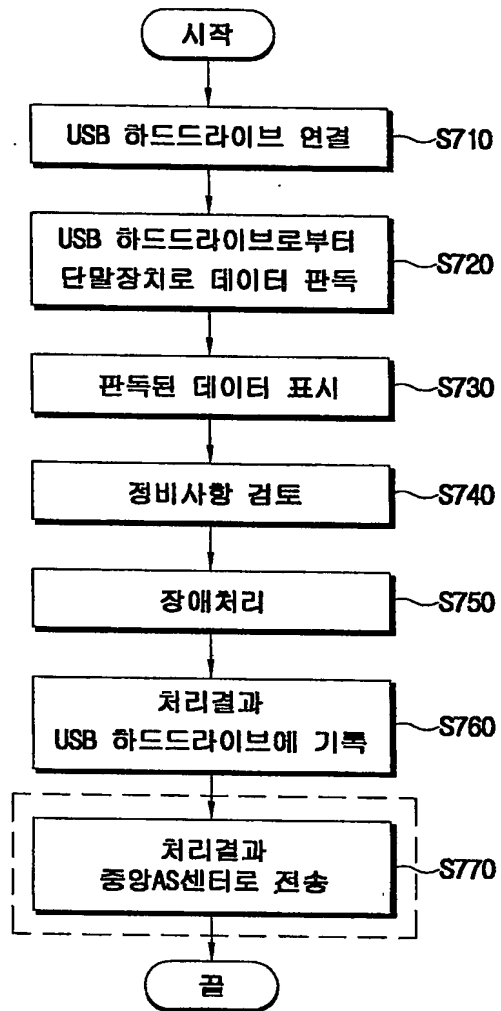 시작
USB 하드드라이브 연결
S710
USB 하드드라이브로부터
단말장치로 데이터 판독
S720
판독된 데이터 표시
S730
정비사항 검토
S740
장애처리
S750
처리결과
USB 하드드라이브에 기록
S760
처리결과
중앙AS센터로 전송
S770
끝